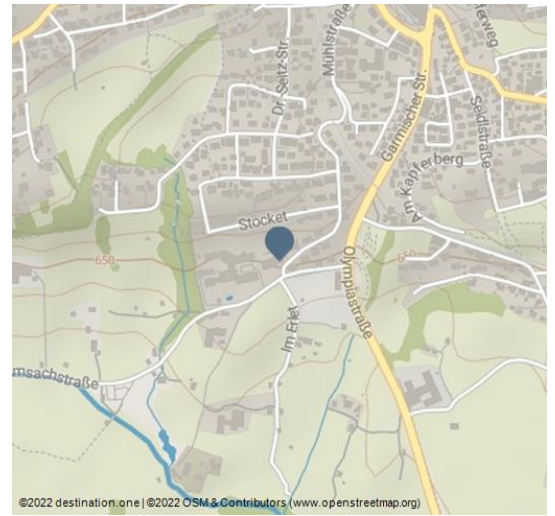 Mühlstraße
Dr.-Seitz-Str.
Garmischer Str.
Seidlstraße
Am Kapferberg
Stocket
650
650
Olympiastraße
Im Erlet
msachstraße
©2022 destination.one | ©2022 OSM & Contributors (www.openstreetmap.org)